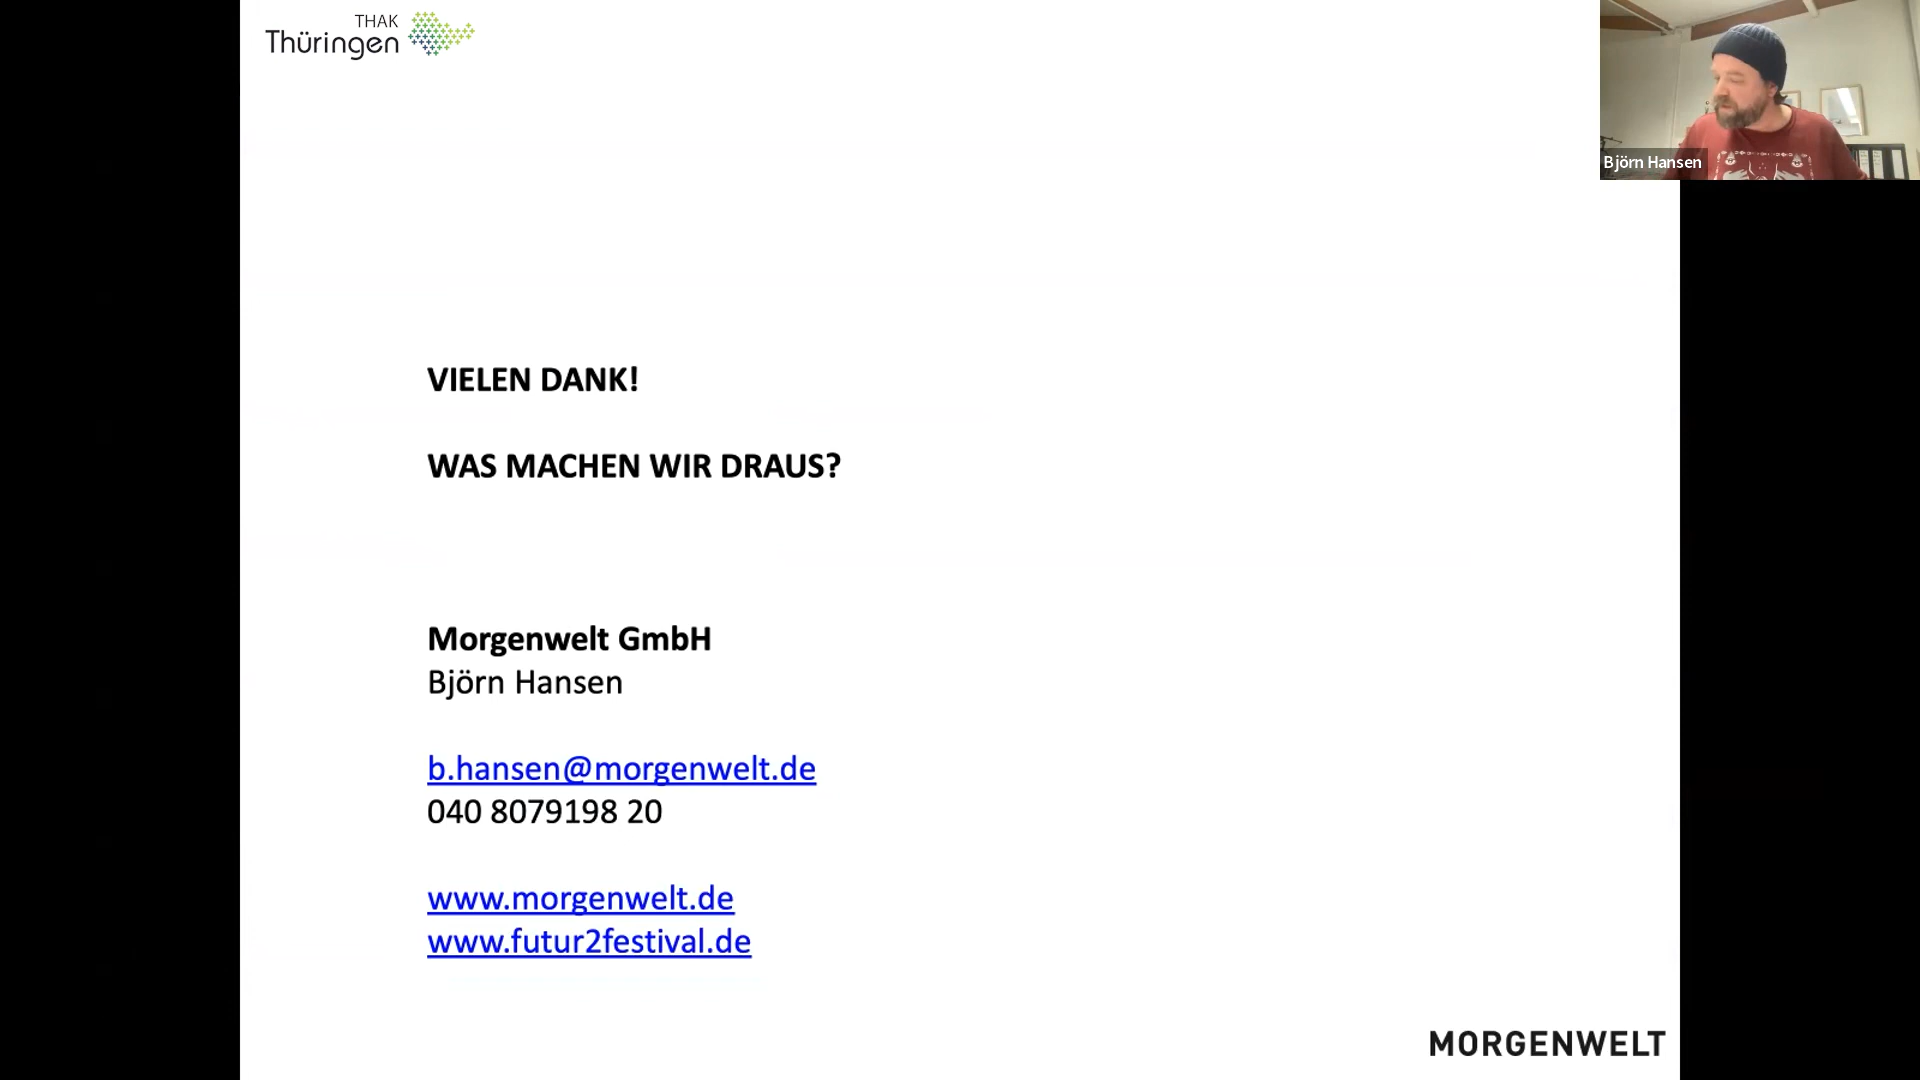 THAK
Thüringen
Björn Hansen
VIELEN DANK!
WAS MACHEN WIR DRAUS?
Morgenwelt GmbH
Björn Hansen
b.hansen@morgenwelt.de
040 8079198 20
www.morgenwelt.de
www.futur2festival.de
MORGENWELT